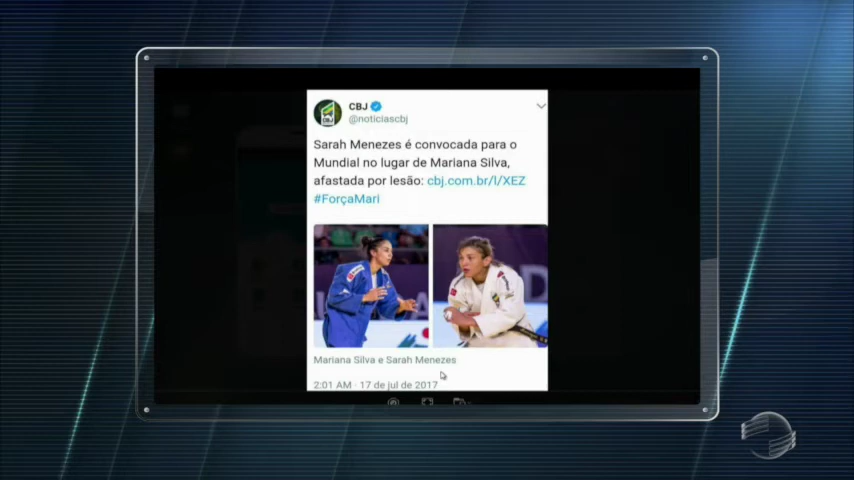 CBJ
@noticiascbj
Sarah Menezes é convocada para o
Mundial no lugar de Mariana Silva,
afastada por lesão: cbj.com.br/l/XEZ
#ForçaMari
Mariana Silva e Sarah Menezes
2:01 AM · 17 de jul de 2017